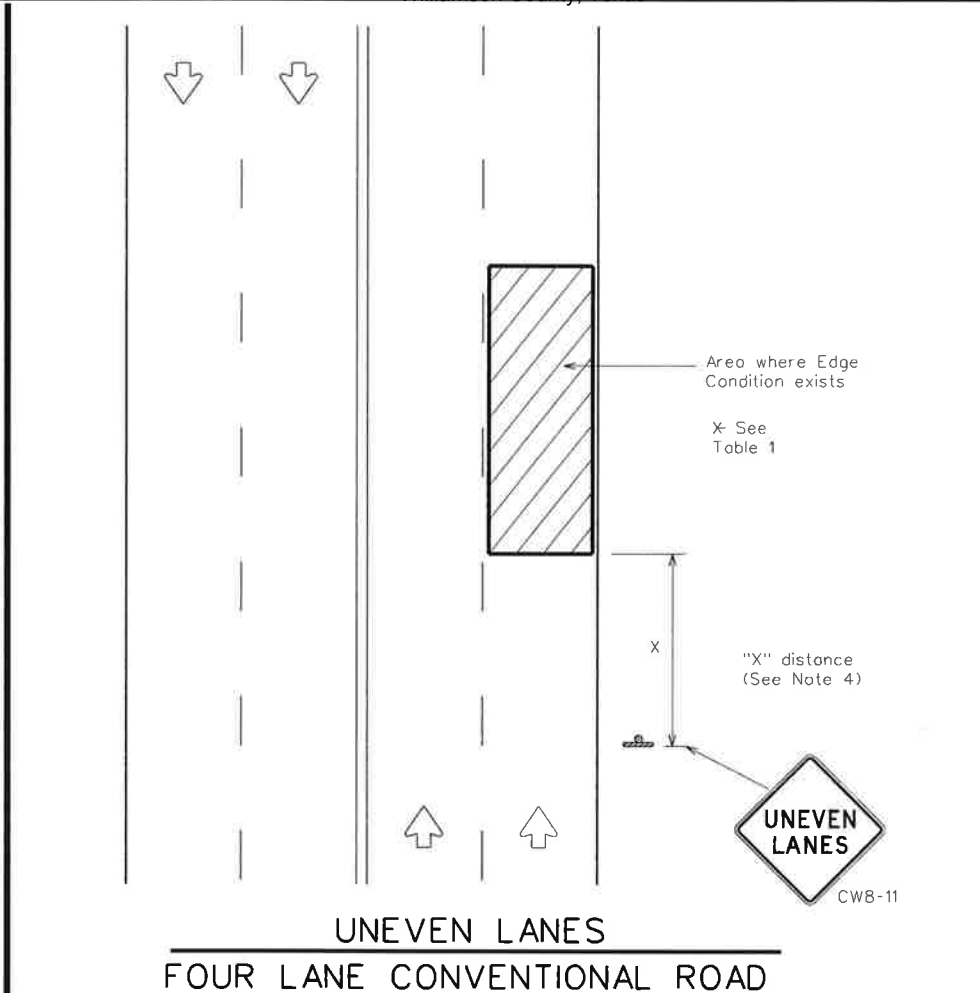 Area where Edge
Condition exists
See
Table 1
X
"X" distance
(See Note 4)
UNEVEN
LANES
CW8-11
UNEVEN LANES
FOUR LANE CONVENTIONAL ROAD